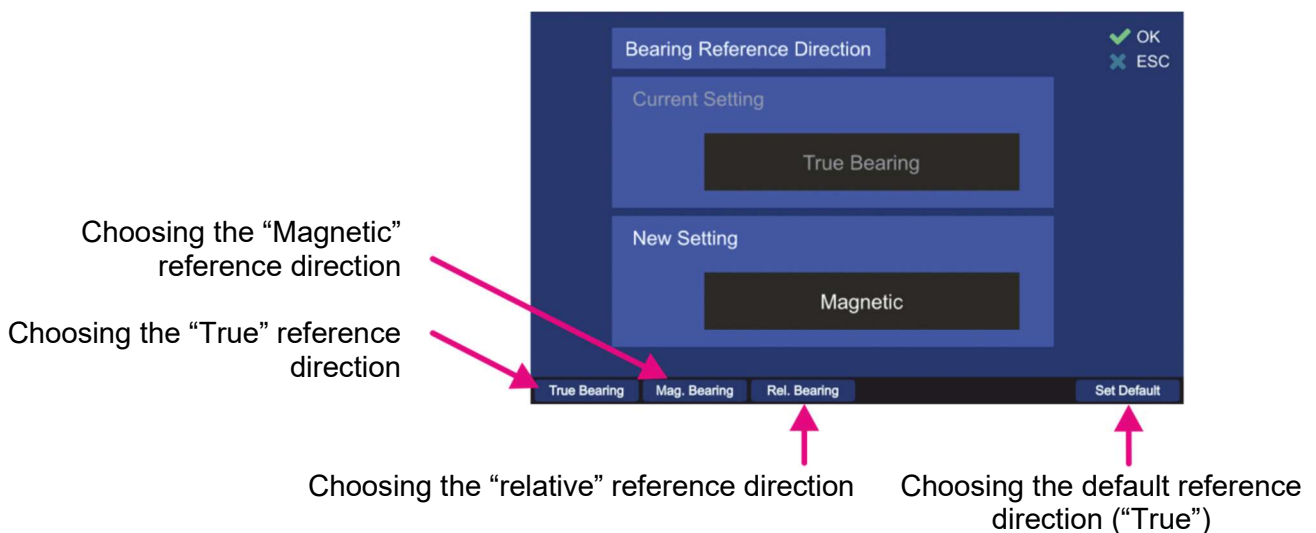 Bearing Reference Direction
OK
ESC
Current Setting
True Bearing
New Setting
Magnetic
Choosing the “Magnetic”
reference direction
Choosing the “True” reference
direction
True Bearing
Mag. Bearing
Rel. Bearing
Set Default
Choosing the “relative” reference direction
Choosing the default reference
direction (“True”)